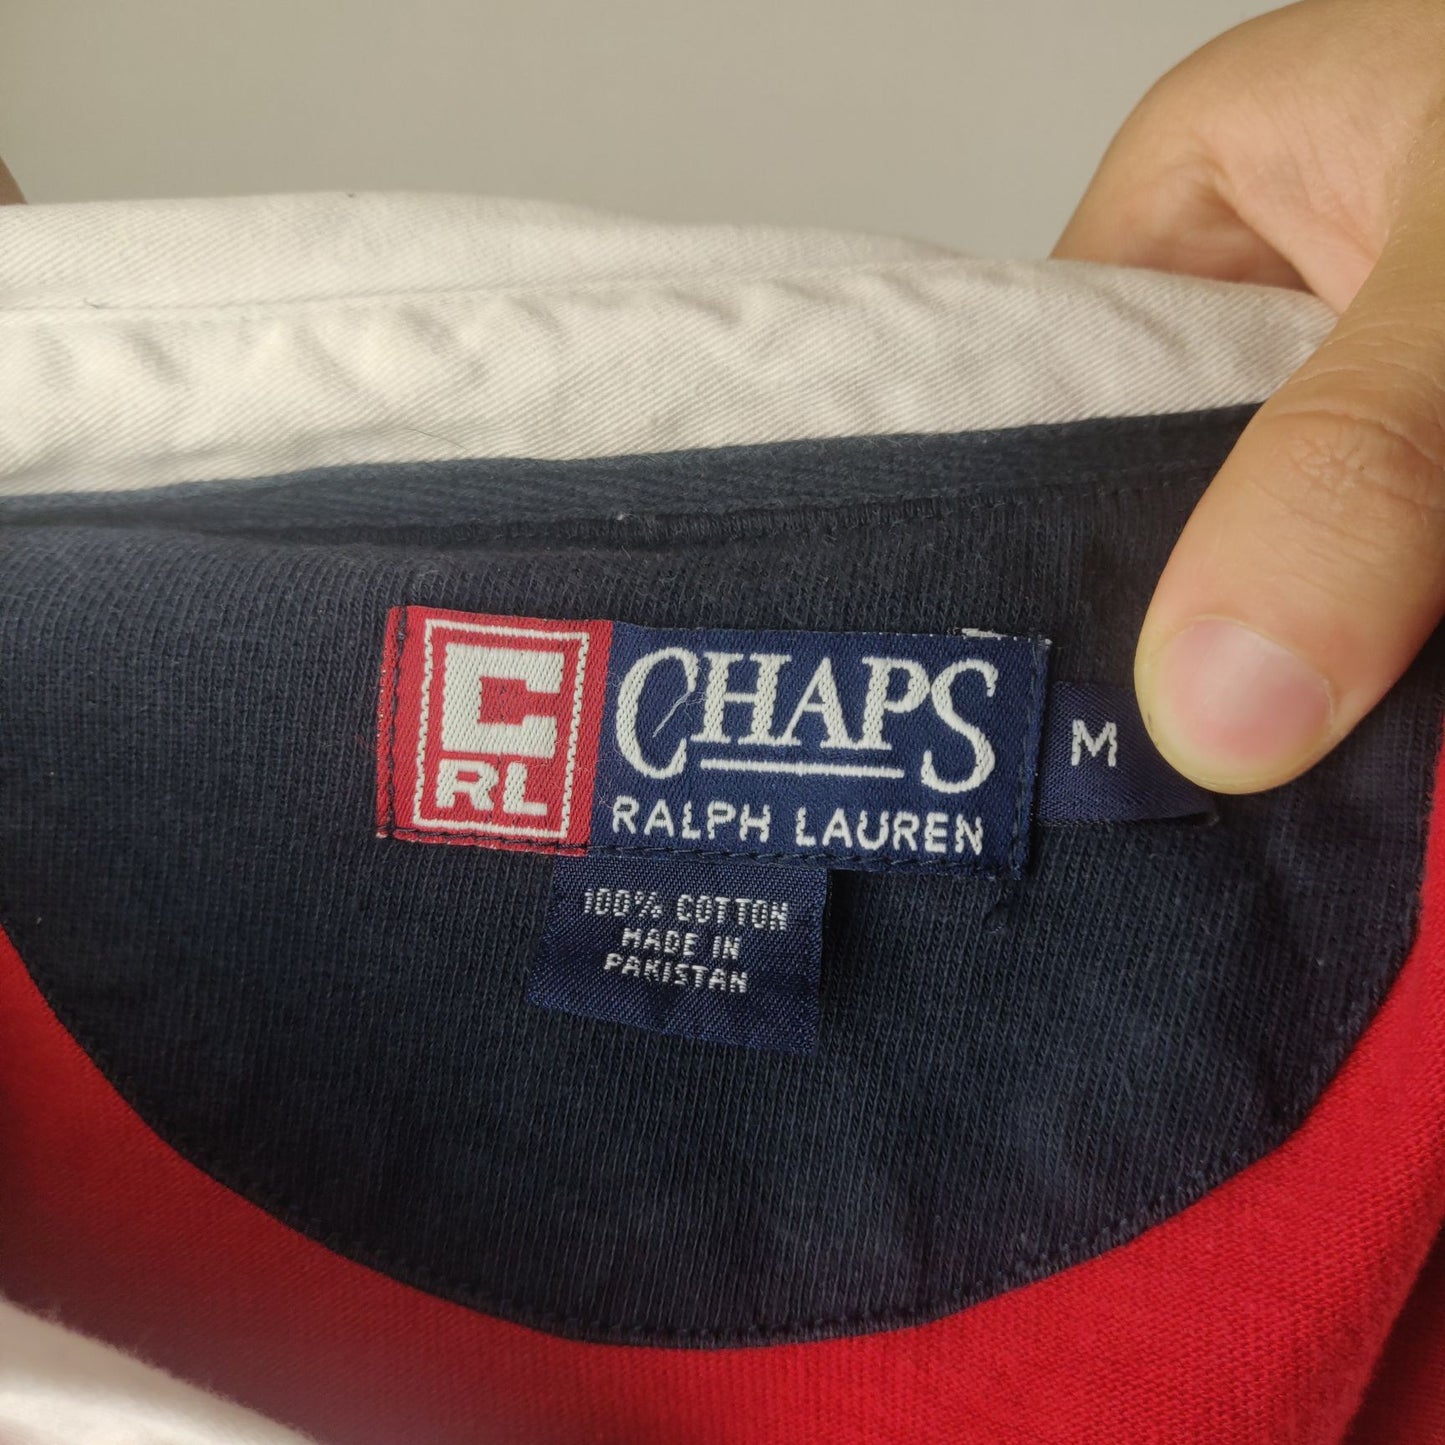 C
RL
CHAPS
RALPH LAUREN
M
100% COTTON
MADE IN
PAKISTAN